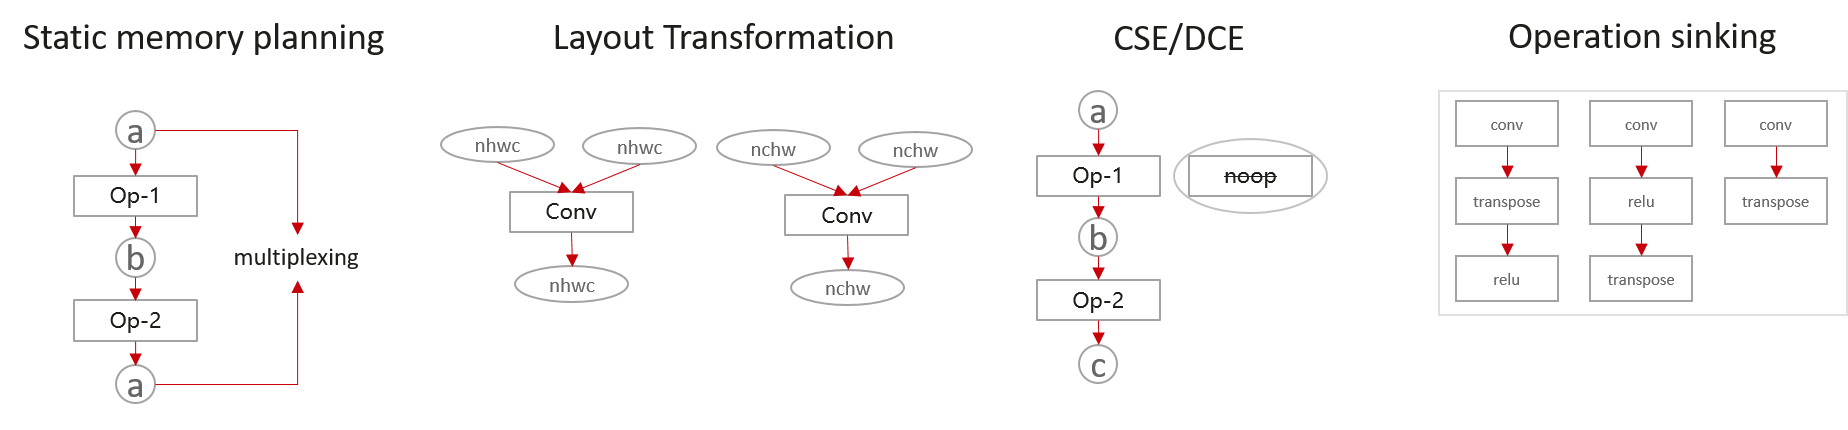 Static memory planning
a
Op-1
b
Op-2
a
multiplexing
Layout Transformation
nhwc
nhwc
Conv
nhwc
nchw
nchw
Conv
nchw
CSE/DCE
a
Op-1
b
Op-2
c
noop
Operation sinking
conv
transpose
relu
conv
relu
transpose
conv
transpose